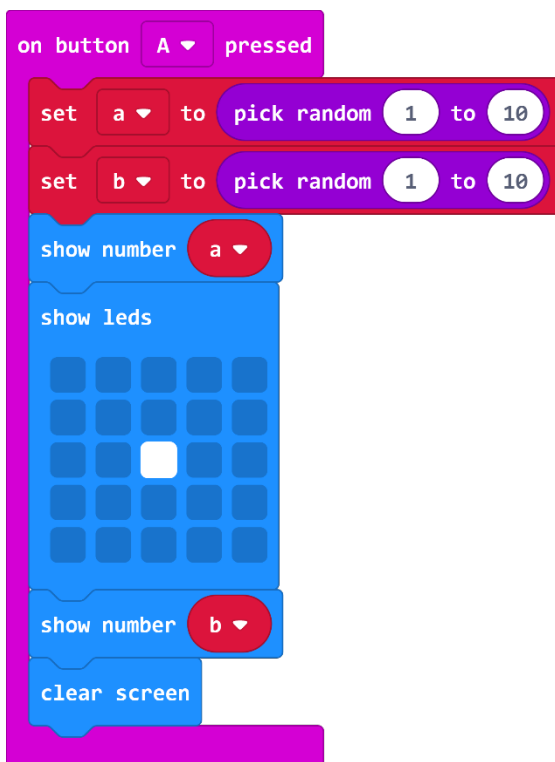 on button A pressed
set a to pick random 1 to 10
set b to pick random 1 to 10
show number a
show leds
show number b
clear screen